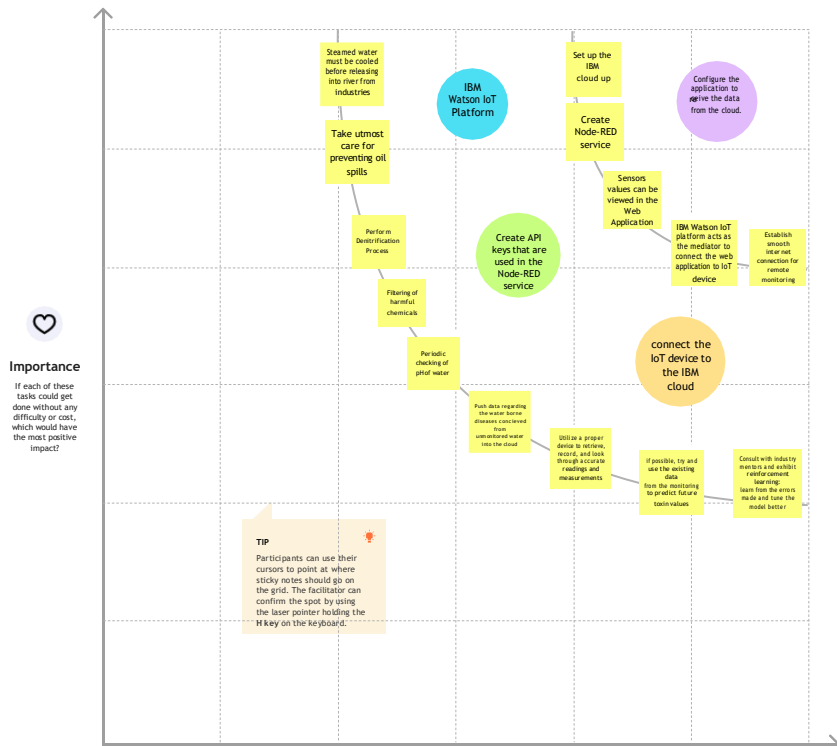 Steamed water
must be cooled
before releasing
into river from
industries
Take utmost
care for
preventing oil
spills
Perform
Denitrification
Process
Filtering of
harmful
chemicals
Periodic
checking of
pHof water
Push data regarding
the water borne
diseases concieved
from
unmonitored water
into the cloud
Utilize a proper
device to retrieve,
record, and look
through accurate
readings and
measurements
if possible, try and
use the existing
data
from the monitoring
to predict future
toxin values
Consult with industry
mentors and exhibit
reinforcement
learning:
learn from the errors
made and tune the
model better
IBM
Watson IoT
Platform
Create API
keys that are
used in the
Node-RED
service
Set up the
IBM
cloud up
Create
Node-RED
service
Sensors
values can be
viewed in the
Web
Application
IBM Watson IoT
platform acts as
the mediator to
connect the web
application to IoT
device
Establish
smooth
internet
connection for
remote
monitoring
Configure the
application to
eive the data
from the cloud.
connect the
IoT device to
the IBM
cloud
Importance
If each of these
tasks could get
done without any
difficulty or cost,
which would have
the most positive
impact?
TIP
Participants can use their
cursors to point at where
sticky notes should go on
the grid. The facilitator can
confirm the spot by using
the laser pointer holding the
H key on the keyboard.